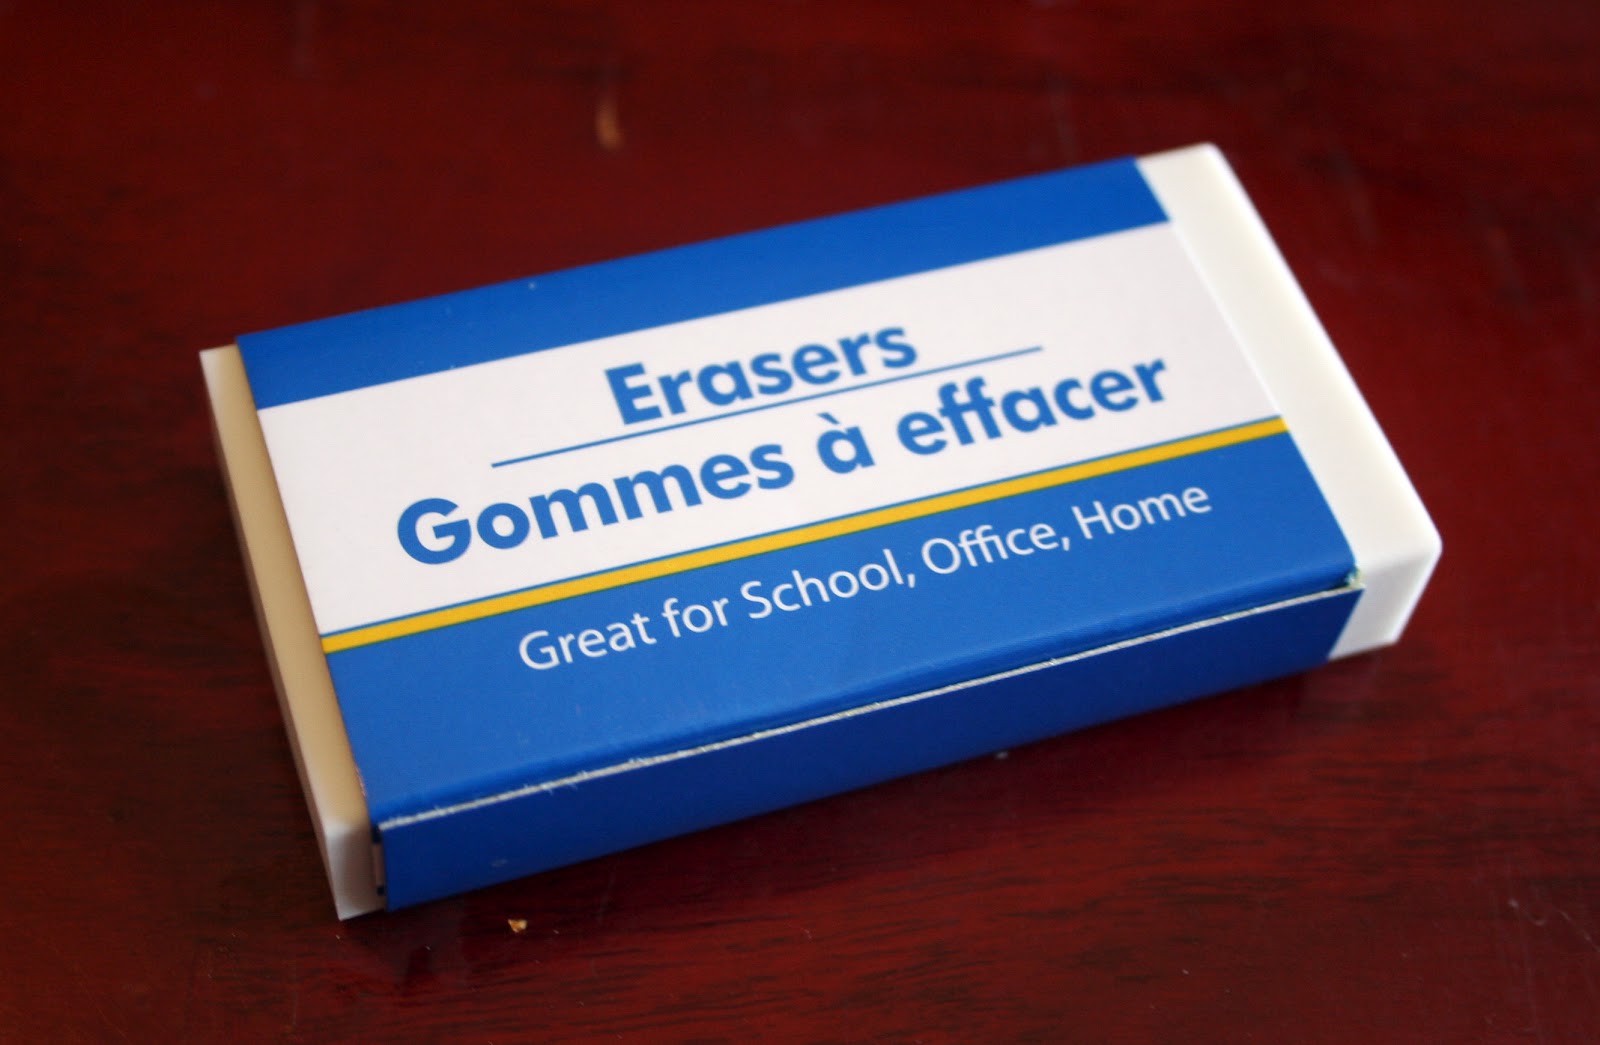 Erasers
Gommes à effacer
Great for School, Office, Home